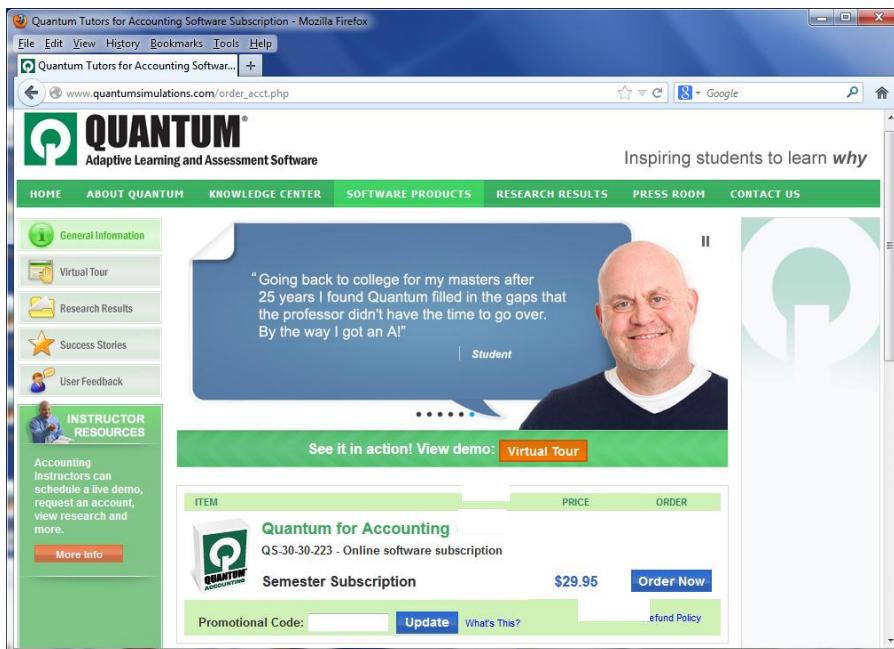 Quantum Tutors for Accounting Software Subscription - Mozilla Firefox
File Edit View History Bookmarks Tools Help
Quantum Tutors for Accounting Softwar... +
www.quantumsimulations.com/order_acct.php
Google
QUANTUM®
Adaptive Learning and Assessment Software
Inspiring students to learn why
HOME ABOUT QUANTUM KNOWLEDGE CENTER SOFTWARE PRODUCTS RESEARCH RESULTS PRESS ROOM CONTACT US
General Information
Virtual Tour
Research Results
Success Stories
User Feedback
INSTRUCTOR
RESOURCES
Accounting
Instructors can
schedule a live demo,
request an account,
view research and
more.
More Info
“Going back to college for my masters after
25 years I found Quantum filled in the gaps that
the professor didn't have the time to go over.
By the way I got an A!”
Student
See it in action! View demo: Virtual Tour
ITEM PRICE ORDER
Quantum for Accounting
QS-30-30-223 - Online software subscription
QUANTUM
ACCOUNTING
Semester Subscription $29.95 Order Now
Promotional Code: Update What's This? efund Policy